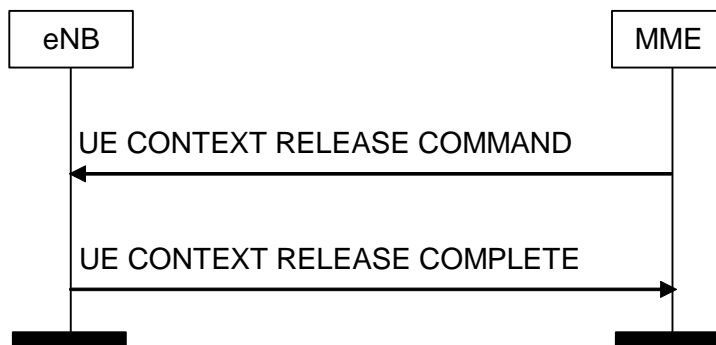 eNB
MME
UE CONTEXT RELEASE COMMAND
UE CONTEXT RELEASE COMPLETE